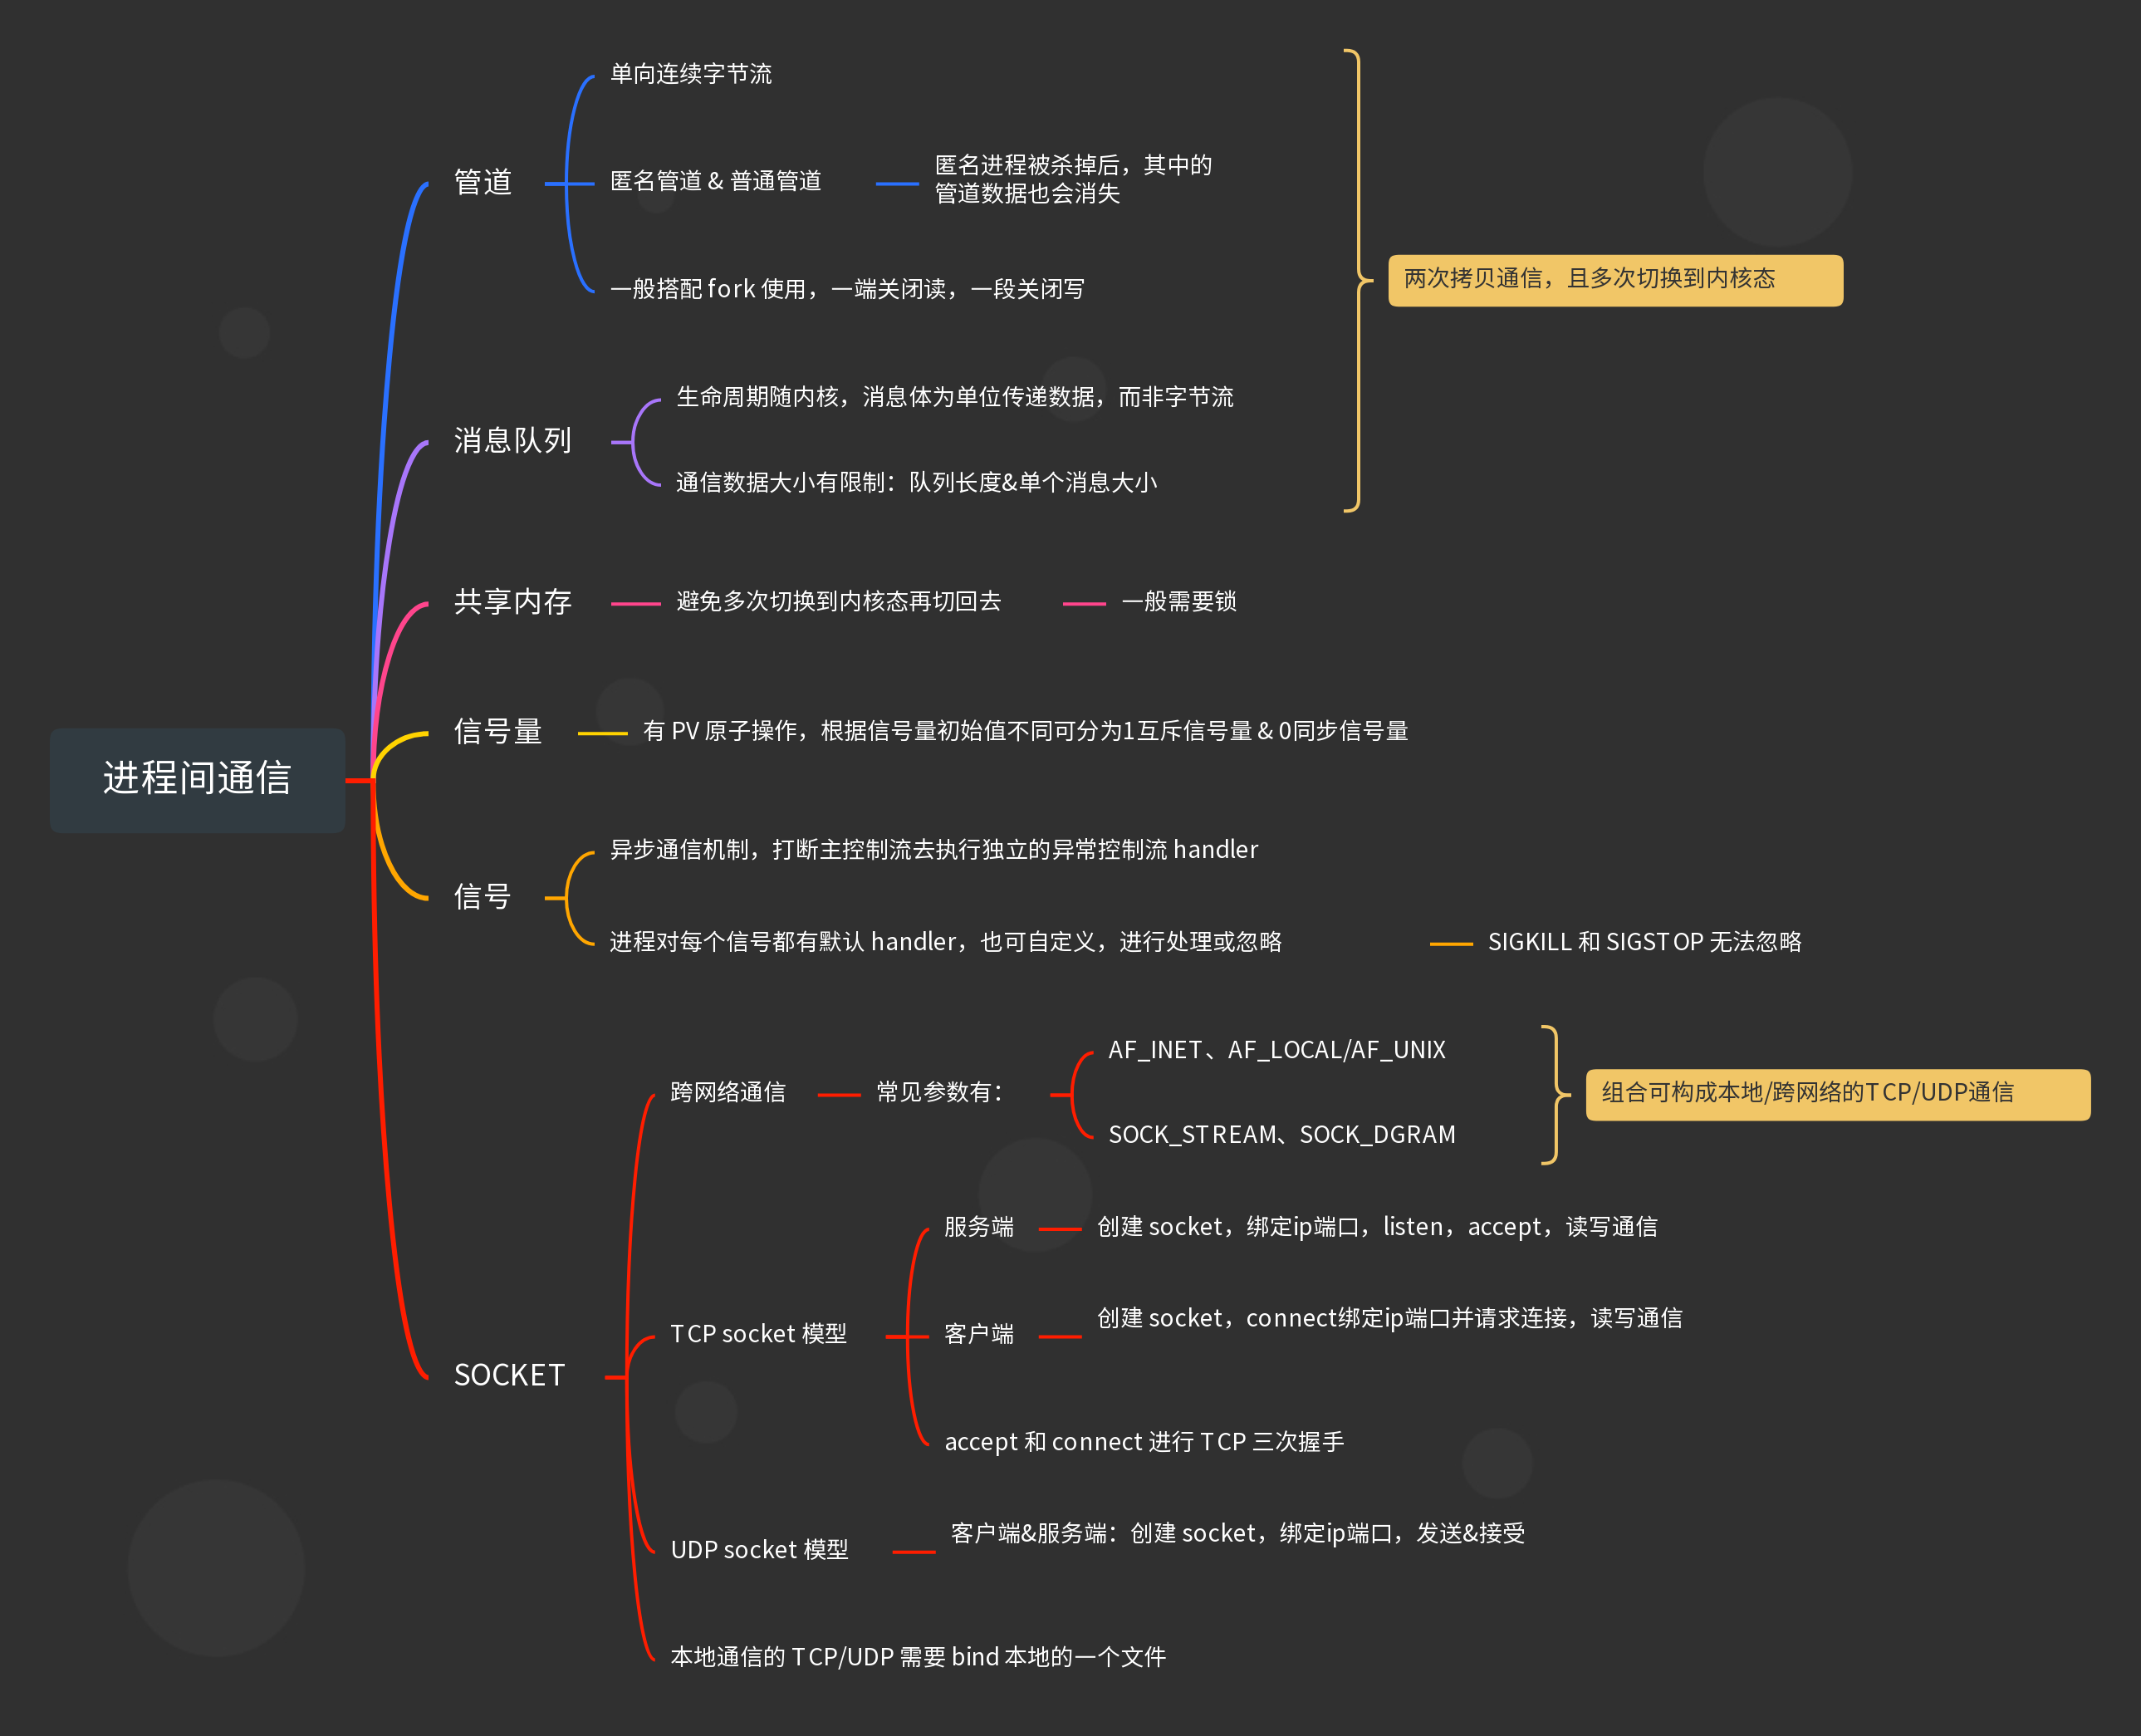 进程间通信
管道
单向连续字节流
匿名管道 & 普通管道
匿名进程被杀掉后，其中的
管道数据也会消失
一般搭配 fork 使用，一端关闭读，一段关闭写
消息队列
生命周期随内核，消息体为单位传递数据，而非字节流
通信数据大小有限制：队列长度&单个消息大小
两次拷贝通信，且多次切换到内核态
共享内存
避免多次切换到内核态再切回去
一般需要锁
信号量
有 PV 原子操作，根据信号量初始值不同可分为1互斥信号量 & 0同步信号量
信号
异步通信机制，打断主控制流去执行独立的异常控制流 handler
进程对每个信号都有默认 handler，也可自定义，进行处理或忽略
SIGKILL 和 SIGSTOP 无法忽略
SOCKET
跨网络通信
常见参数有：
AF_INET、AF_LOCAL/AF_UNIX
SOCK_STREAM、SOCK_DGRAM
组合可构成本地/跨网络的TCP/UDP通信
TCP socket 模型
服务端
创建 socket，绑定ip端口，listen，accept，读写通信
客户端
创建 socket，connect绑定ip端口并请求连接，读写通信
accept 和 connect 进行 TCP 三次握手
UDP socket 模型
客户端&服务端：创建 socket，绑定ip端口，发送&接受
本地通信的 TCP/UDP 需要 bind 本地的一个文件